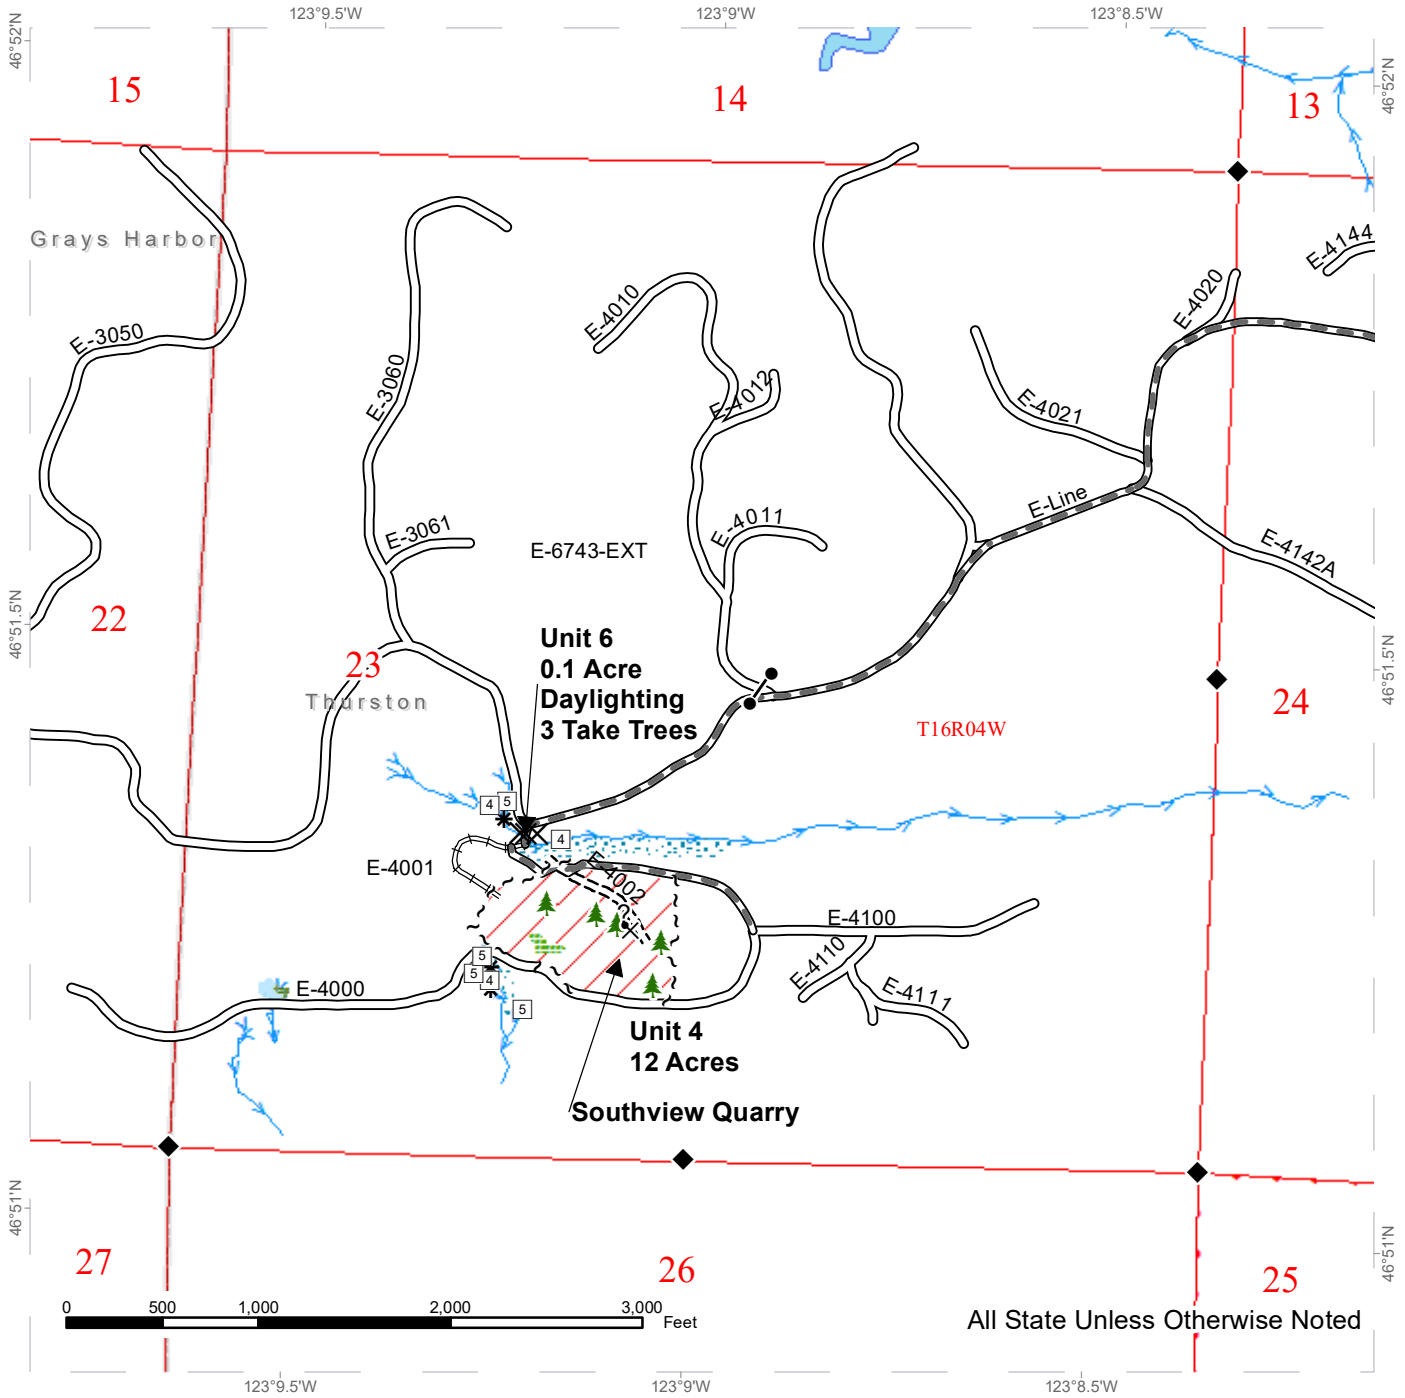 123°9.5'W
123°9'W
123°8.5'W
46°52'N
46°52'N
15
14
13
Grays Harbor
E-4144
E-4020
E-4010
E-3050
E-3060
E-4012
E-4021
E-Line
E-4011
E-3061
E-6743-EXT
E-4142A
46°51.5'N
46°51.5'N
22
23
Unit 6
0.1 Acre
Daylighting
3 Take Trees
Thurston
24
T16R04W
4
5
4
E-4001
E-4002
E-4100
E-4110
5
5
4
E-4000
E-4111
5
Unit 4
12 Acres
Southview Quarry
46°51'N
46°51'N
27
26
25
0 500 1,000 2,000 3,000
Feet
All State Unless Otherwise Noted
123°9.5'W
123°9'W
123°8.5'W